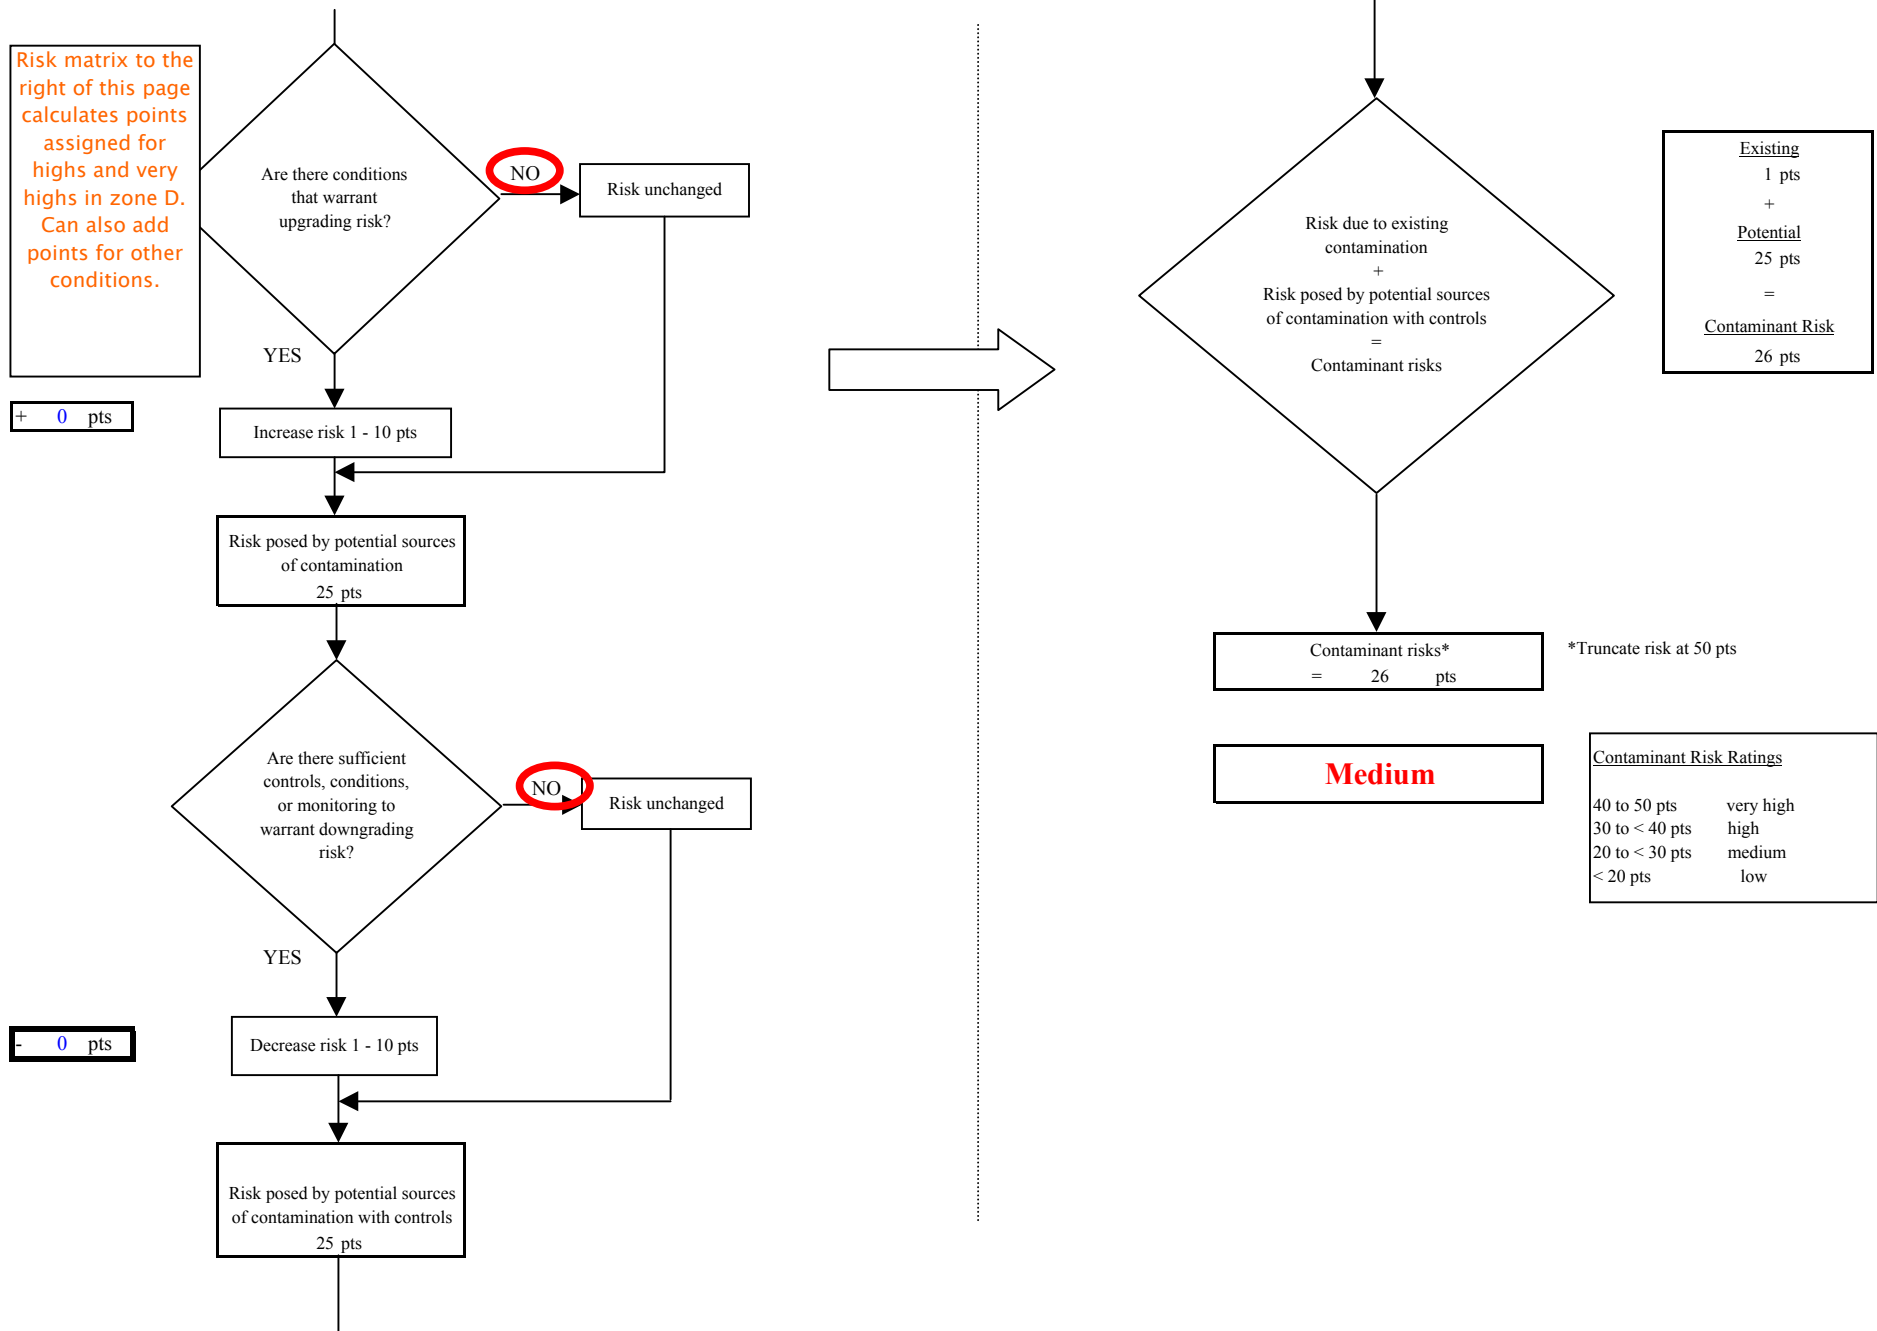 Risk matrix to the
right of this page
calculates points
assigned for
highs and very
highs in zone D.
Can also add
points for other
conditions.
Are there conditions
that warrant
upgrading risk?
NO
Risk unchanged
YES
+ 0 pts
Increase risk 1 - 10 pts
Risk posed by potential sources
of contamination
25 pts
Are there sufficient
controls, conditions,
or monitoring to
warrant downgrading
risk?
NO
Risk unchanged
YES
- 0 pts
Decrease risk 1 - 10 pts
Risk posed by potential sources
of contamination with controls
25 pts
Risk due to existing
contamination
+
Risk posed by potential sources
of contamination with controls
=
Contaminant risks
Existing
1 pts
+
Potential
25 pts
=
Contaminant Risk
26 pts
Contaminant risks*
= 26 pts
*Truncate risk at 50 pts
Medium
Contaminant Risk Ratings
40 to 50 pts very high
30 to < 40 pts high
20 to < 30 pts medium
< 20 pts low